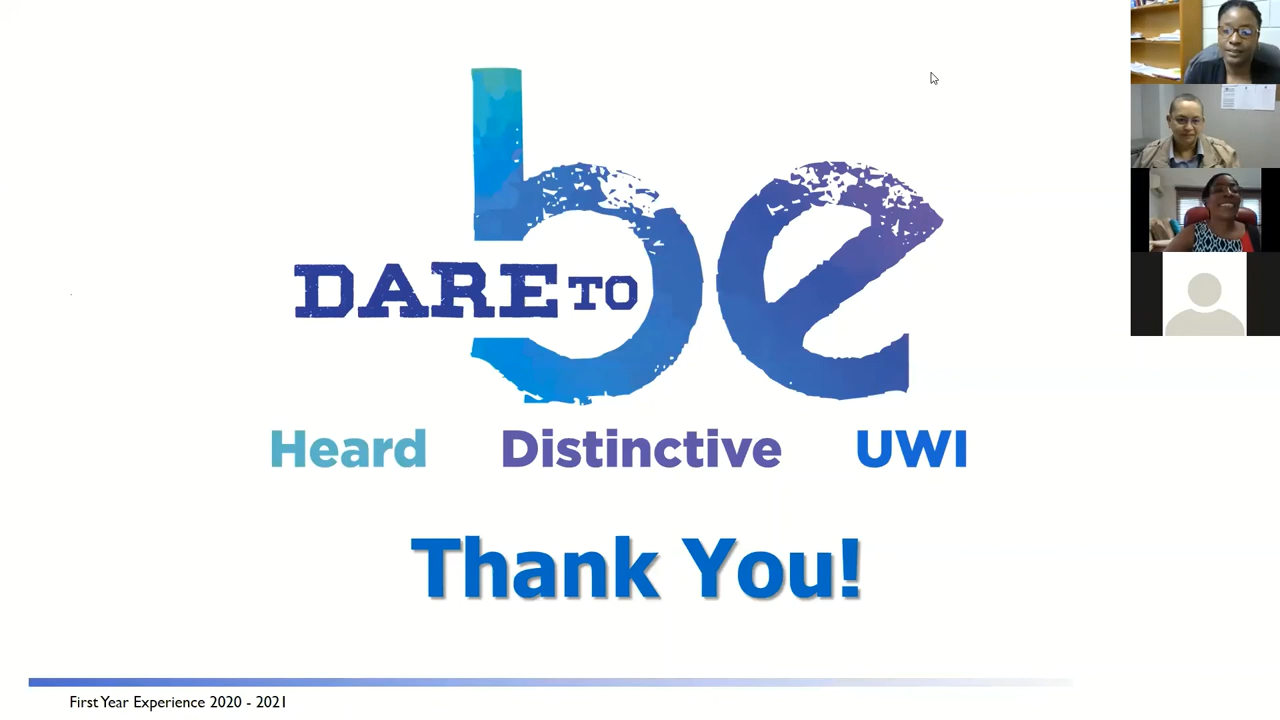 be
DARE TO
Heard Distinctive UWI
Thank You!
First Year Experience 2020 - 2021